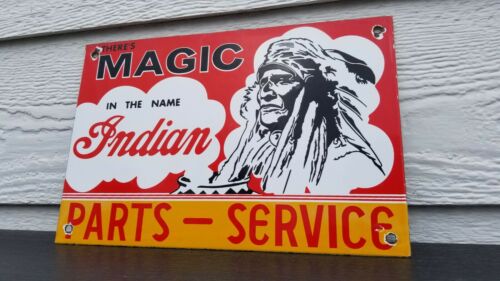 THERE'S
MAGIC
IN THE NAME
Indian
PARTS - SERVICE